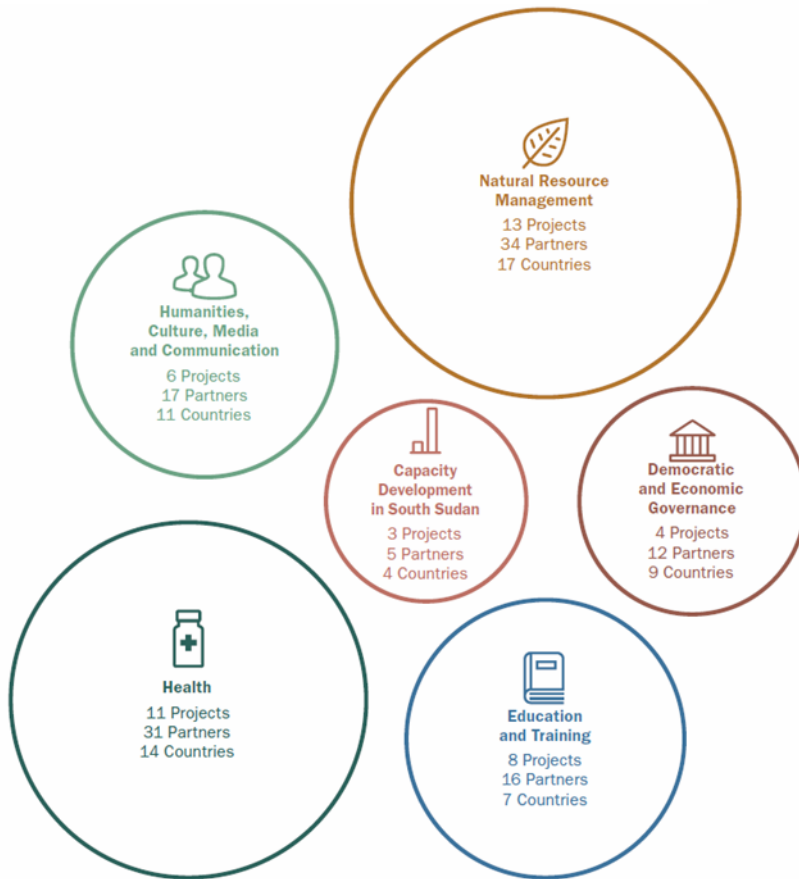 Natural Resource
Management
13 Projects
34 Partners
17 Countries
Humanities,
Culture, Media
and Communication
6 Projects
17 Partners
11 Countries
Capacity
Development
in South Sudan
3 Projects
5 Partners
4 Countries
Democratic
and Economic
Governance
4 Projects
12 Partners
9 Countries
Health
11 Projects
31 Partners
14 Countries
Education
and Training
8 Projects
16 Partners
7 Countries